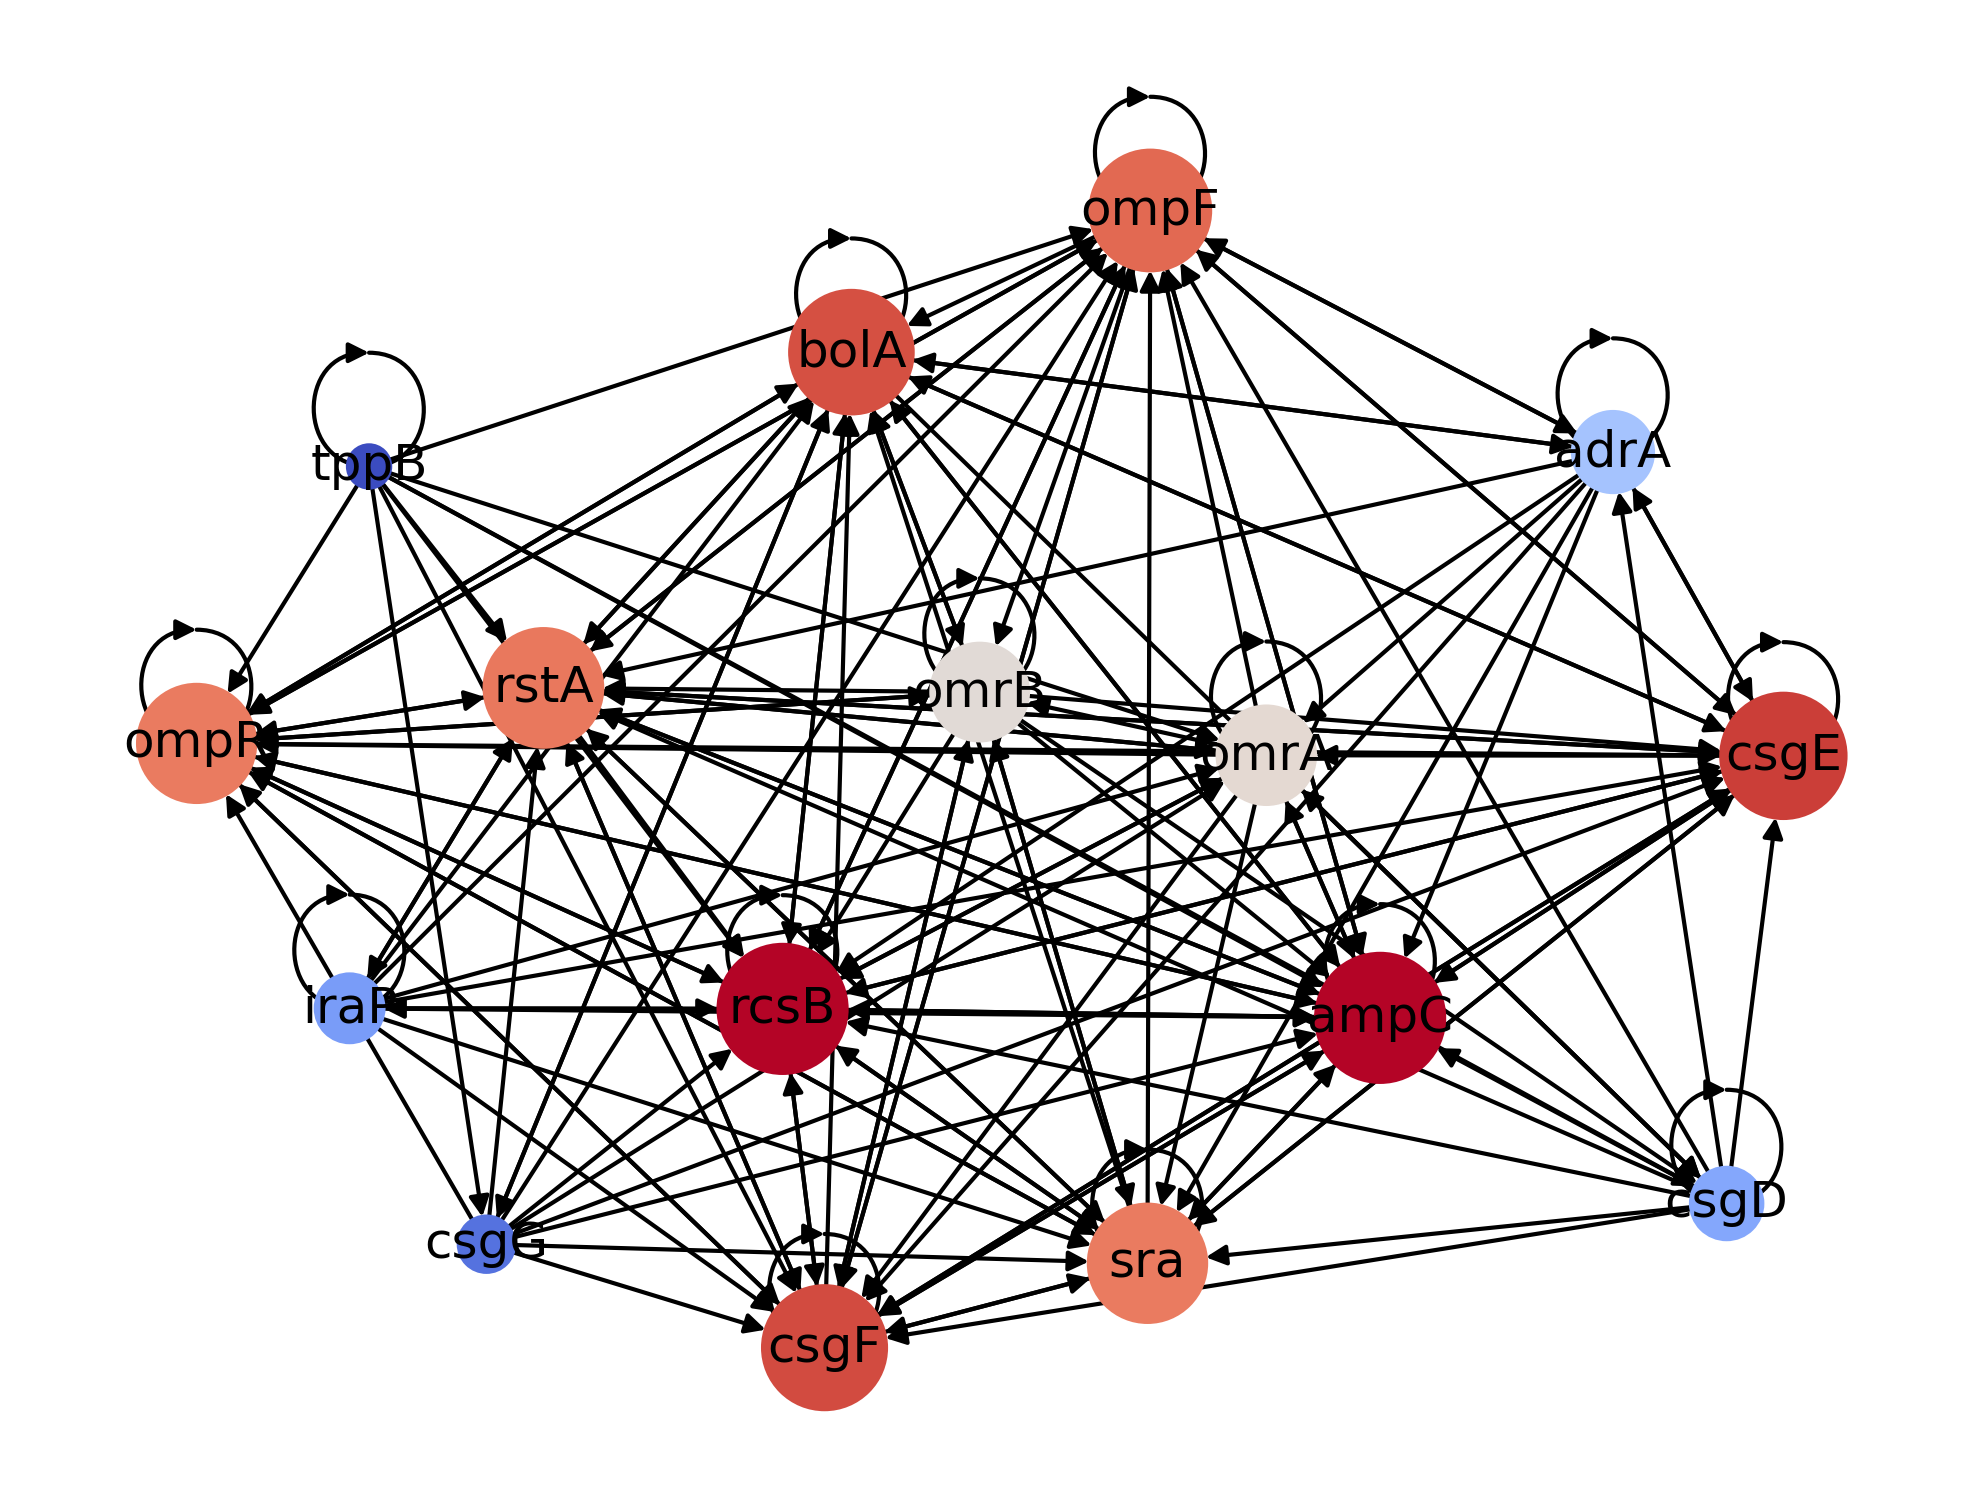 ompF
bolA
adrA
tppB
rstA
omrB
ompR
omrA
csgE
iraP
rcsB
ampC
csgD
csgG
sra
csgF